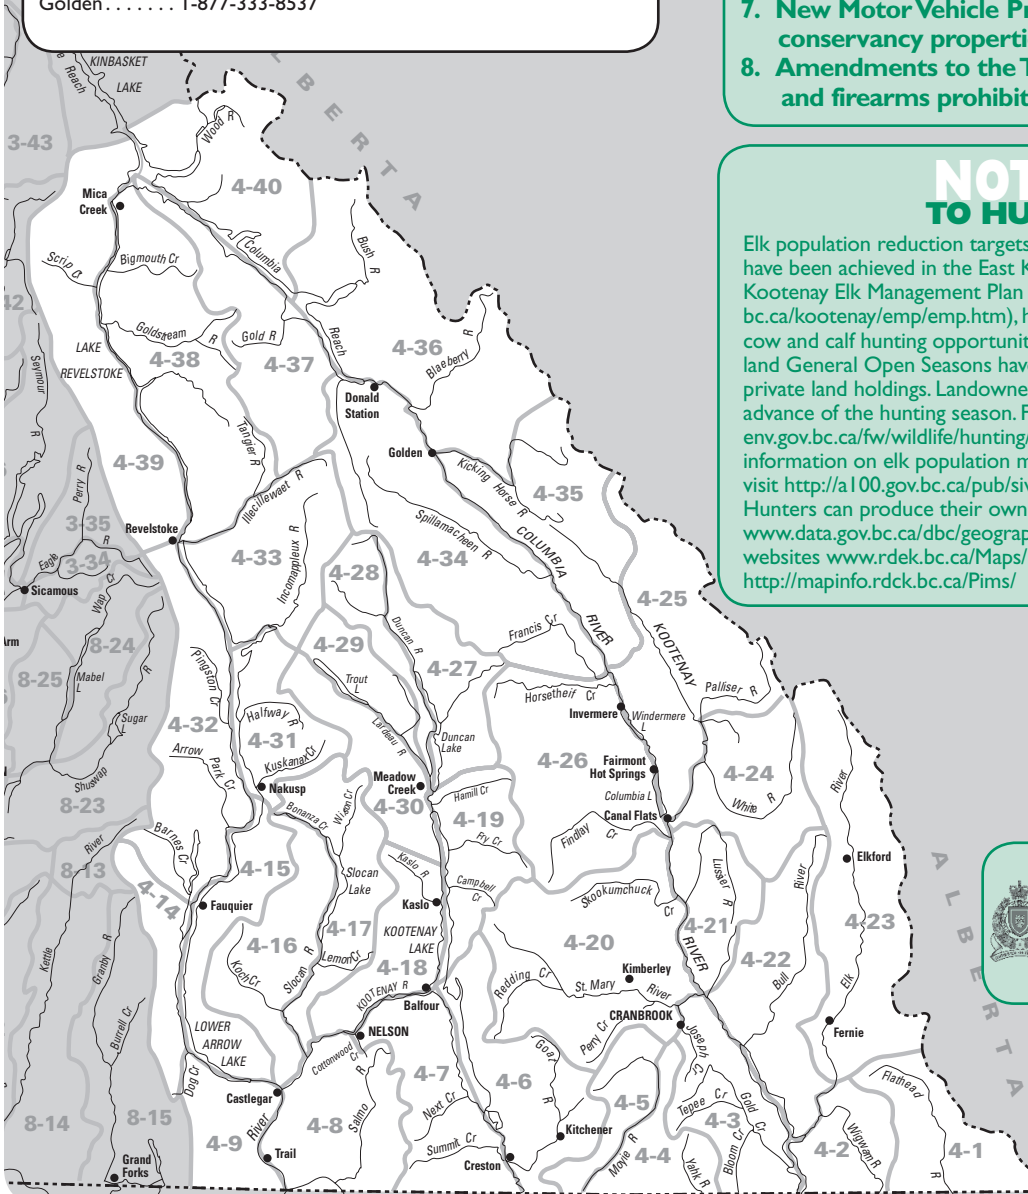 Golden . . . . . . . 1-877-333-8537
7. New Motor Vehicle Pr
conservancy properti
8. Amendments to the T
and firearms prohibit
NOT
TO HU
Elk population reduction targets
have been achieved in the East K
Kootenay Elk Management Plan
bc.ca/kootenay/emp/emp.htm), h
cow and calf hunting opportunit
land General Open Seasons have
private land holdings. Landowne
advance of the hunting season. F
env.gov.bc.ca/fw/wildlife/hunting/
information on elk population m
visit http://a100.gov.bc.ca/pub/siv
Hunters can produce their own
www.data.gov.bc.ca/dbc/geograp
websites www.rdek.bc.ca/Maps/
http://mapinfo.rdck.bc.ca/Pims/
KINBASKET
LAKE
Reach
LBERTA
3-43
Wood R
4-40
Mica
Creek
Scrip Cr
Bigmouth Cr
Columbia
Reach
Bush R
42
Goldstream R
Gold R
4-38
4-37
4-36
Blaeberry R
LAKE
REVELSTOKE
Seymour R
Donald
Station
Tangier R
4-39
Golden
Kicking Horse R
4-35
Perry R
3-35
Revelstoke
Illecillewaet R
4-33
Incomappleux R
Spillamacheen R
4-34
COLUMBIA
RIVER
Eagle R
3-34
Sicamous
4-28
4-25
Arm
Wap Cr
8-24
8-25
Mabel
L
Sugar
L
R
Shuswap
8-23
River
4-29
Duncan R
Francis Cr
KOOTENAY
4-27
Pingston Cr
Trout
L
Lardeau R
Horsetheif Cr
Palliser R
4-32
Halfway R
4-31
Invermere
Windermere
L
Arrow
Park Cr
Kuskanax Cr
Duncan
Lake
4-26
Fairmont
Hot Springs
4-24
White R
River
Nakusp
Meadow
Creek
4-30
Hamill Cr
Columbia L
Canal Flats
Bonanza Cr
Wilson Cr
4-19
Fry Cr
Findlay Cr
Barnes Cr
8-13
4-14
4-15
Slocan
Lake
Kaslo R
Campbell
Cr
Skookumchuck
Cr
Lussier R
River
Elkford
ALBERTA
Fauquier
Kaslo
4-17
4-16
KOOTENAY
LAKE
4-20
4-21
RIVER
4-22
4-23
Kettle
Granby R
Koch Cr
Slocan R
Lemon Cr
4-18
Redding Cr
Kimberley
St. Mary River
Bull
Elk
KOOTENAY R
Balfour
CRANBROOK
Burrell Cr
LOWER
ARROW
LAKE
NELSON
Perry Cr
Joseph Cr
Fernie
Cottonwood
Cr
Goat R
Dog Cr
4-7
4-6
Flathead
R
Castlegar
4-5
Tepee Cr
Gold Cr
4-3
8-14
8-15
River
4-8
Salmo R
Next Cr
Kitchener
4-9
Summit Cr
Moyie R
4-4
Bloom Cr
4-2
Wigwam R
4-1
Grand
Forks
Trail
Creston
Yahk R